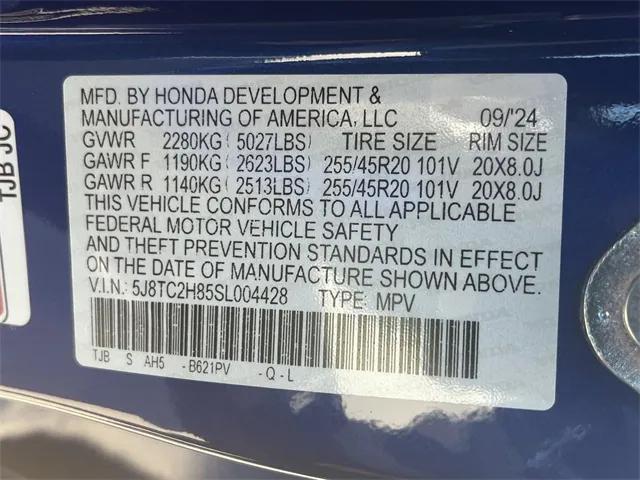 MFD. BY HONDA DEVELOPMENT &
MANUFACTURING OF AMERICA, LLC 09/'24
GVWR 2280KG (5027LBS) TIRE SIZE RIM SIZE
GAWR F 1190KG (2623LBS) 255/45R20 101V 20X8.0J
GAWR R 1140KG (2513LBS) 255/45R20 101V 20X8.0J
THIS VEHICLE CONFORMS TO ALL APPLICABLE
FEDERAL MOTOR VEHICLE SAFETY
AND THEFT PREVENTION STANDARDS IN EFFECT
ON THE DATE OF MANUFACTURE SHOWN ABOVE.
V.I.N.: 5J8TC2H85SL004428 TYPE: MPV
TJB S AH5 -B621PV -Q-L
TJB JC